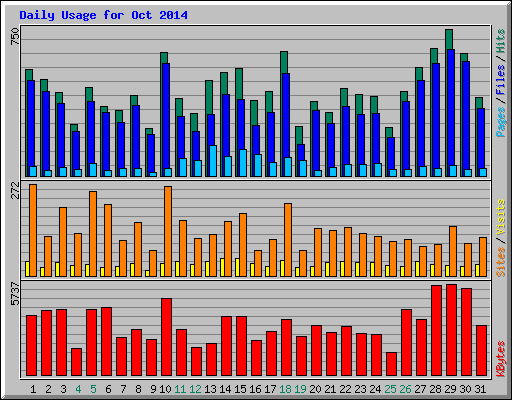 Daily Usage for Oct 2014
750
Pages / Files / Hits
272
Sites / Visits
5737
KBytes
1 2 3 4 5 6 7 8 9 10 11 12 13 14 15 16 17 18 19 20 21 22 23 24 25 26 27 28 29 30 31